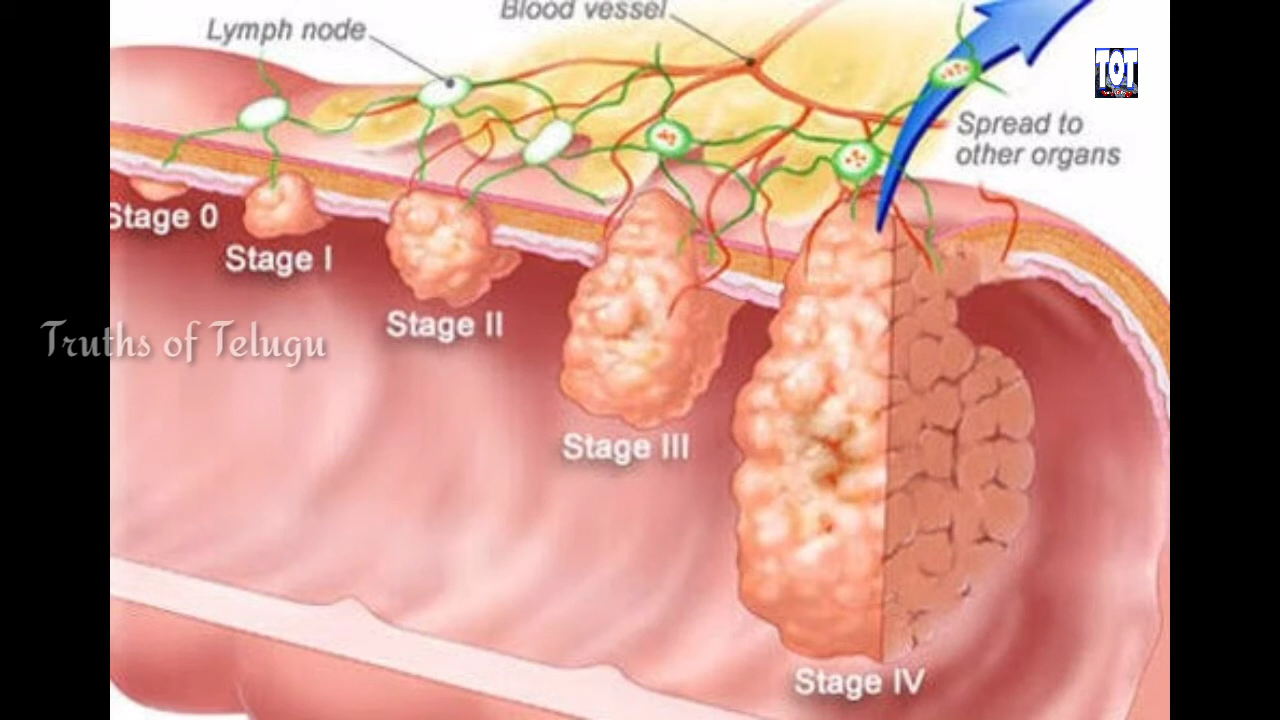 Blood vessel
Lymph node
TOT
Spread to
other organs
Stage 0
Stage I
Stage II
Truths of Telugu
Stage III
Stage IV